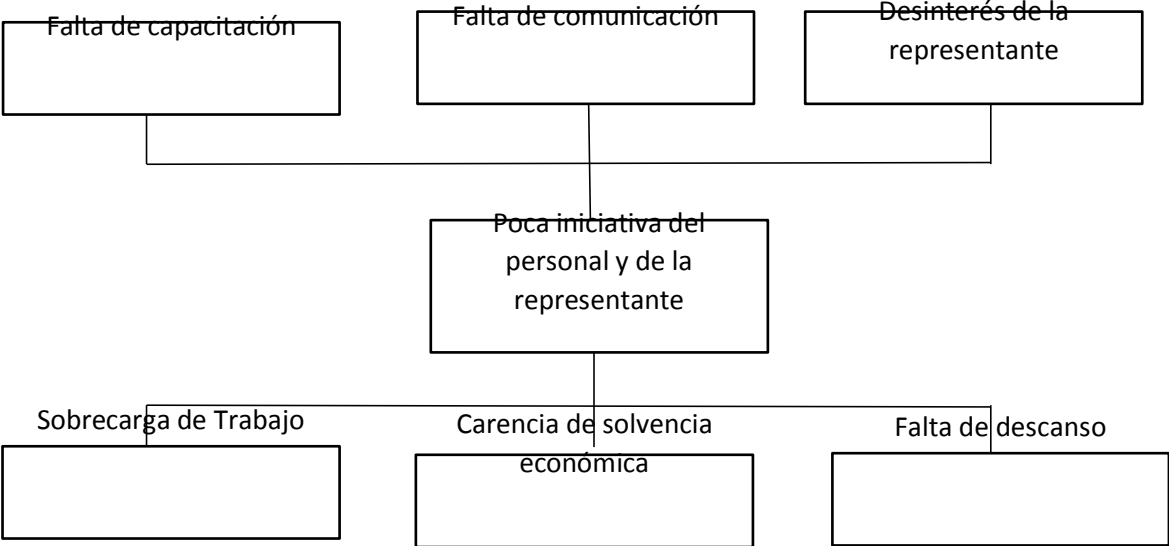 Falta de capacitación
Falta de comunicación
Desinterés de la
representante
Poca iniciativa del
personal y de la
representante
Sobrecarga de Trabajo
Carencia de solvencia
económica
Falta de descanso